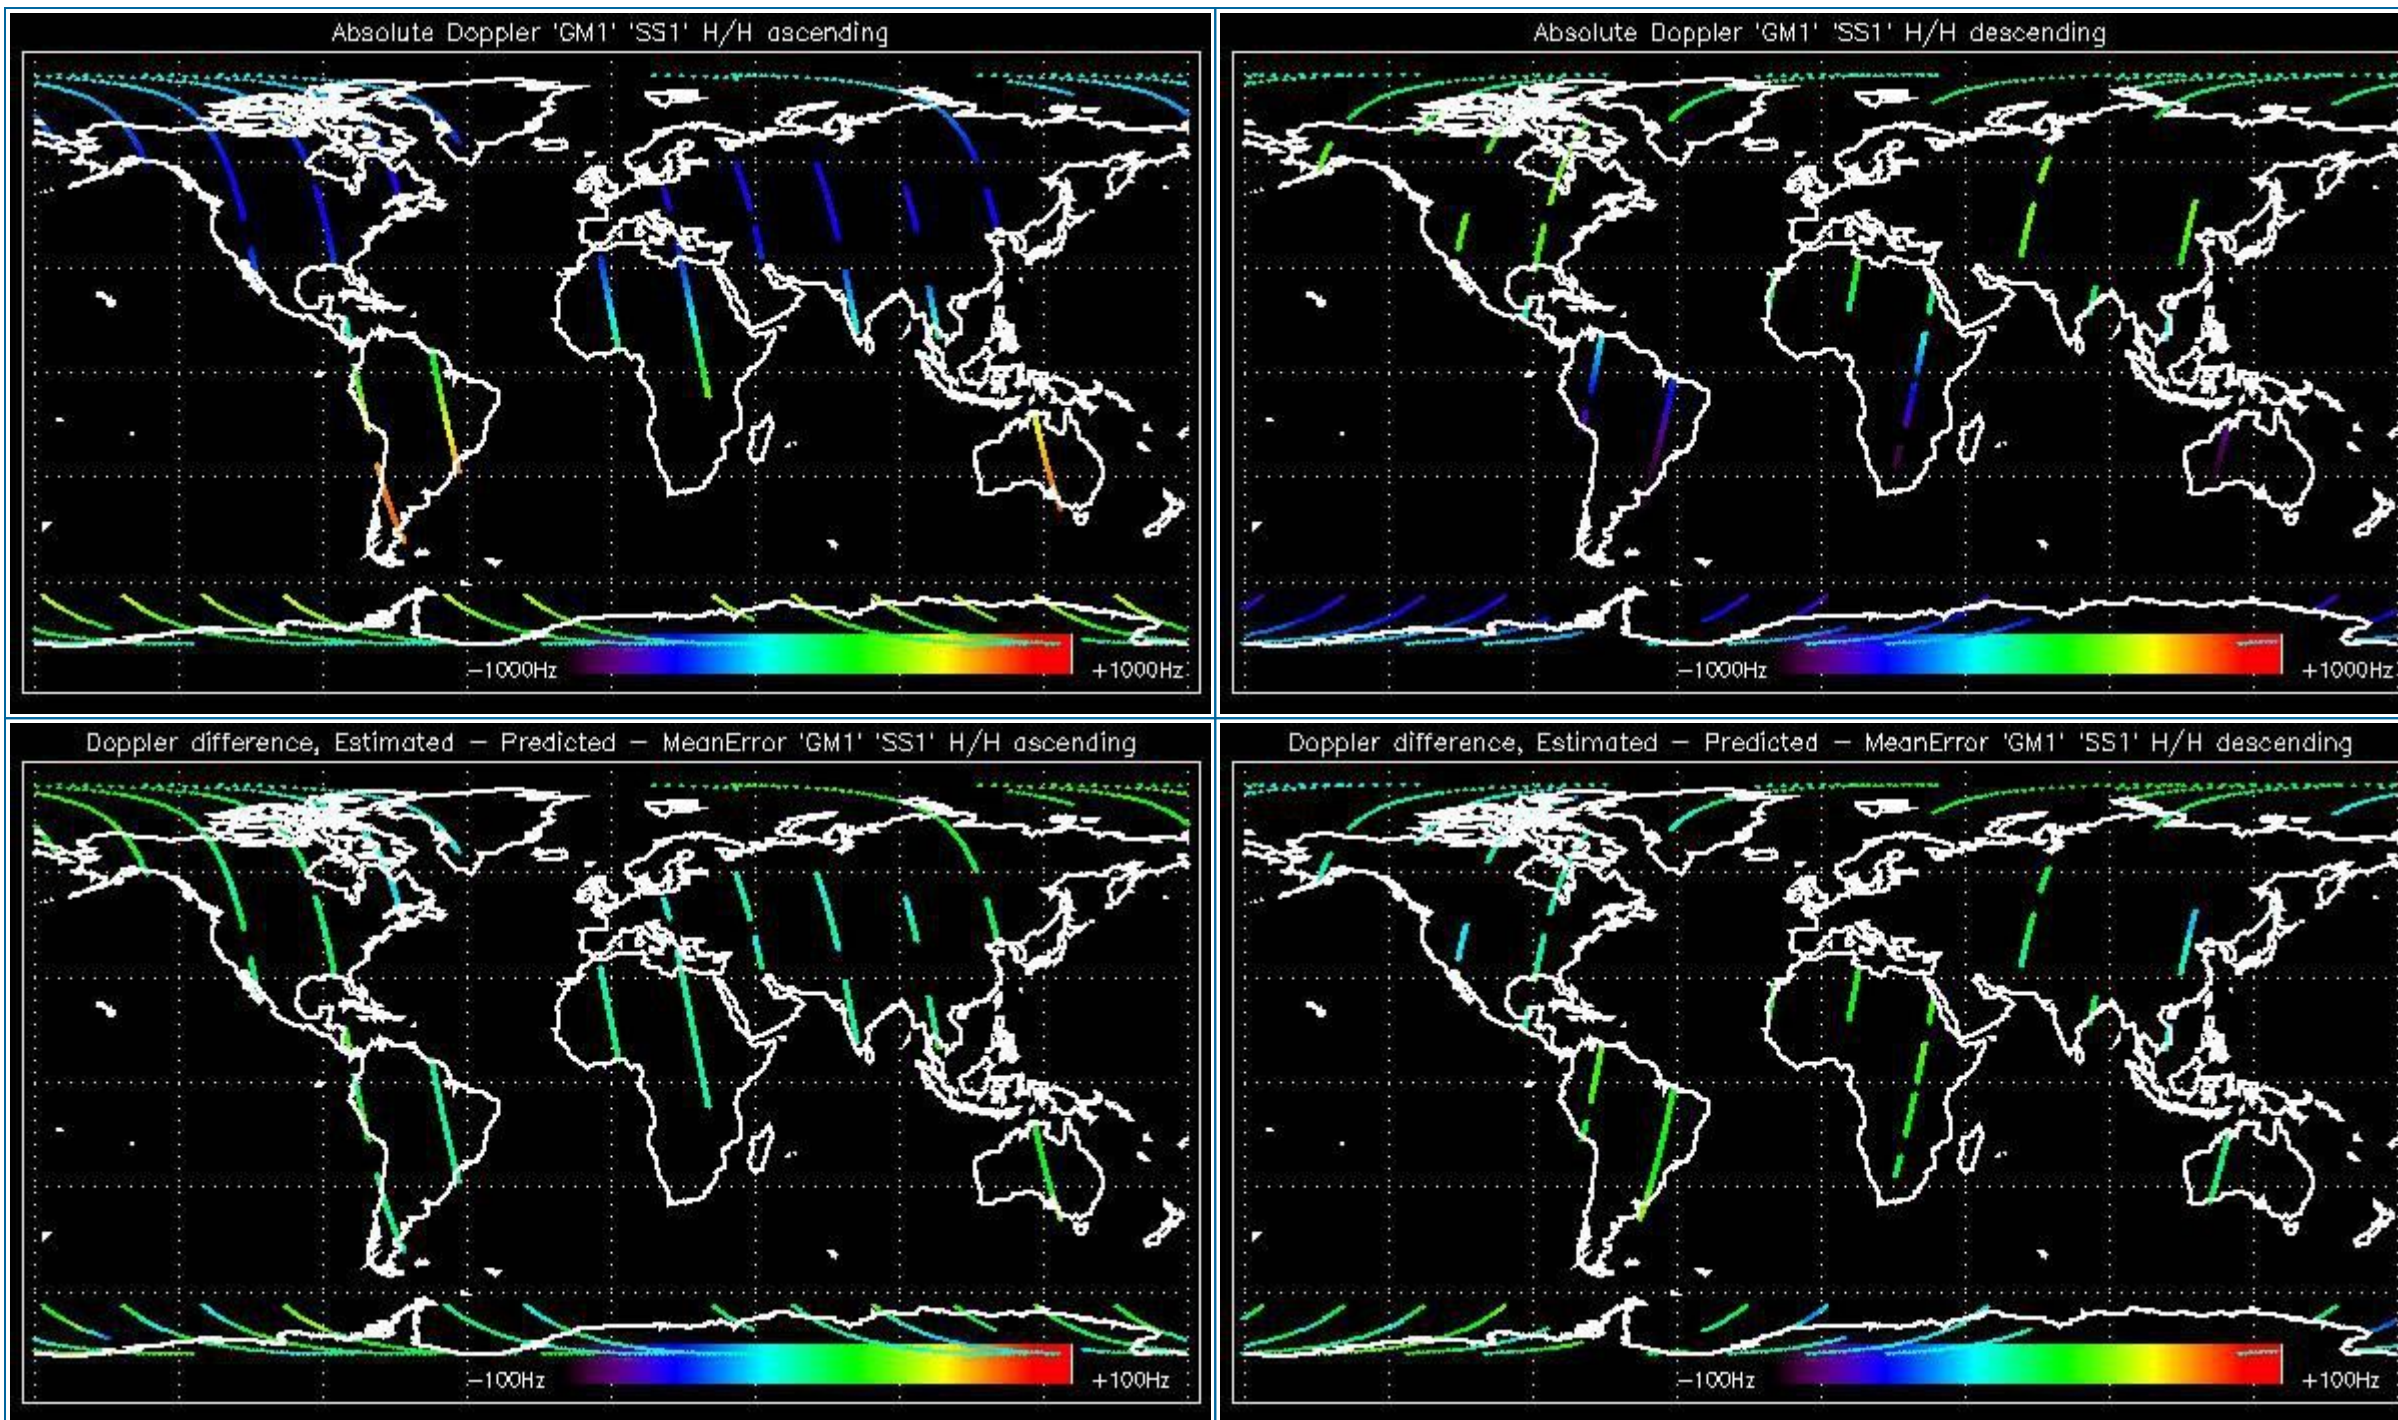 Absolute Doppler 'GM1' 'SS1' H/H ascending
-1000Hz
+1000Hz
Absolute Doppler 'GM1' 'SS1' H/H descending
-1000Hz
+1000Hz
Doppler difference, Estimated - Predicted - MeanError 'GM1' 'SS1' H/H ascending
-100Hz
+100Hz
Doppler difference, Estimated - Predicted - MeanError 'GM1' 'SS1' H/H descending
-100Hz
+100Hz